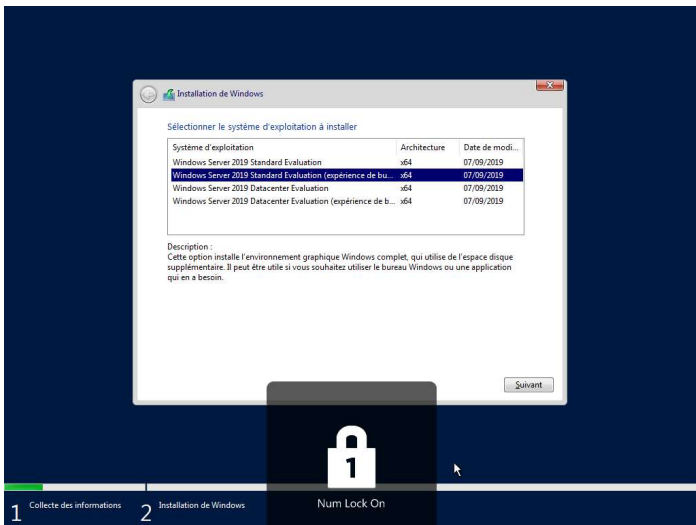 Installation de Windows
Sélectionner le système d'exploitation à installer
Système d'exploitation Architecture Date de modi...
Windows Server 2019 Standard Evaluation x64 07/09/2019
Windows Server 2019 Standard Evaluation (expérience de bu... x64 07/09/2019
Windows Server 2019 Datacenter Evaluation x64 07/09/2019
Windows Server 2019 Datacenter Evaluation (expérience de b... x64 07/09/2019
Description :
Cette option installe l'environnement graphique Windows complet, qui utilise de l'espace disque
supplémentaire. Il peut être utile si vous souhaitez utiliser le bureau Windows ou une application
qui en a besoin.
Suivant
1
Num Lock On
1 Collecte des informations 2 Installation de Windows